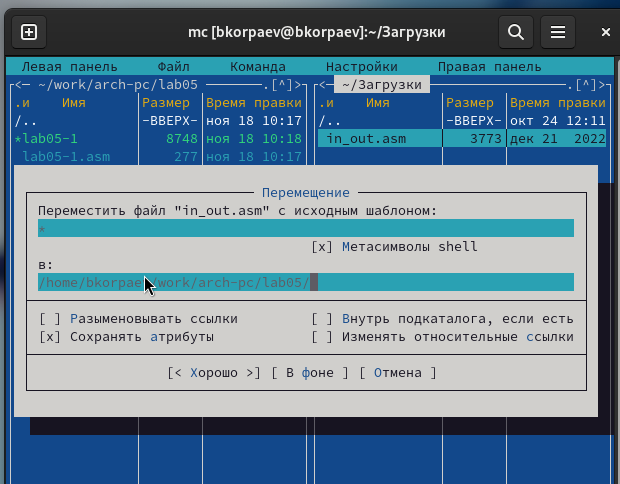 mc [bkorpaev@bkorpaev]:~/Загрузки
Левая панель Файл Команда Настройки Правая панель
<─ ~/work/arch-pc/lab05 .[^]> <─ ~/Загрузки .[^]>
.и Имя Размер Время правки .и Имя Размер Время правки
/.. -ВВЕРХ- ноя 18 10:17 /.. -ВВЕРХ- окт 24 12:11
*lab05-1 8748 ноя 18 10:18 in_out.asm 3773 дек 21 2022
lab05-1.asm 277 ноя 18 10:17
Перемещение
Переместить файл "in_out.asm" с исходным шаблоном:
*
[x] Метасимволы shell
в:
/home/bkorpaev/work/arch-pc/lab05/
[ ] Разыменовывать ссылки [ ] Внутрь подкаталога, если есть
[x] Сохранять атрибуты [ ] Изменять относительные ссылки
[< Хорошо >] [ В фоне ] [ Отмена ]